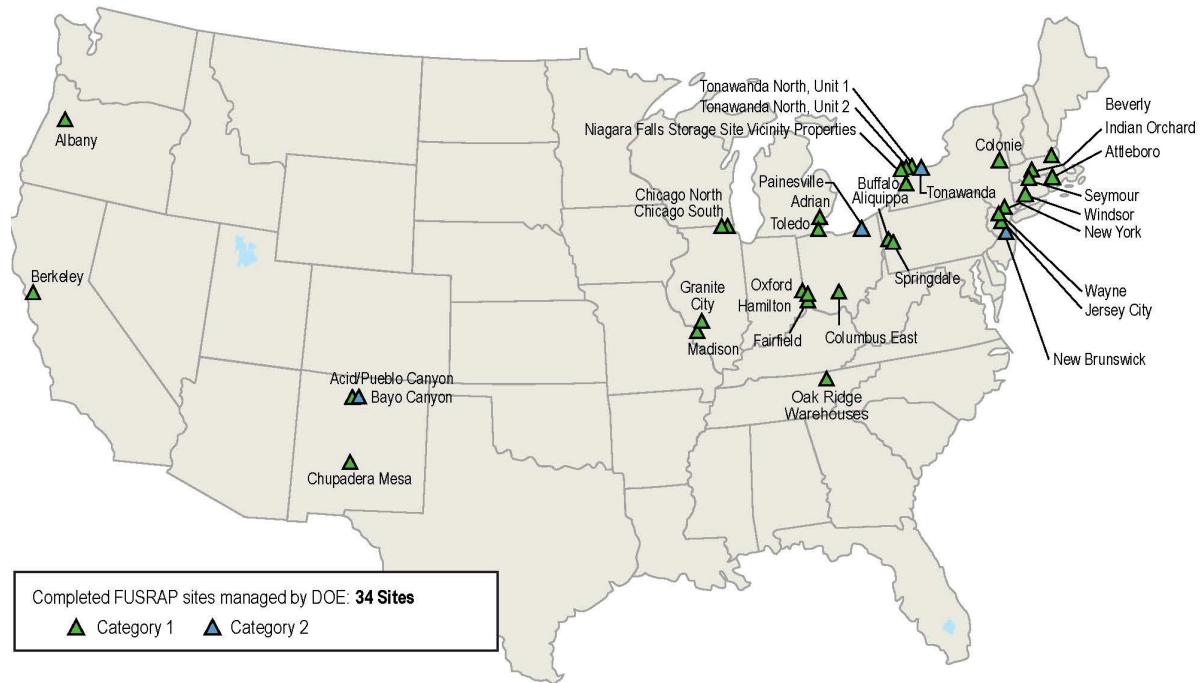 Tonawanda North, Unit 1
Tonawanda North, Unit 2
Niagara Falls Storage Site Vicinity Properties
Beverly
Indian Orchard
Attleboro
Albany
Colonie
Painesville
Buffalo
Tonawanda
Chicago North
Chicago South
Adrian
Aliquippa
Toledo
Seymour
Windsor
New York
Berkeley
Springdale
Granite
City
Oxford
Hamilton
Wayne
Jersey City
Madison
Fairfield
Columbus East
New Brunswick
Acid/Pueblo Canyon
Bayo Canyon
Oak Ridge
Warehouses
Chupadera Mesa
Completed FUSRAP sites managed by DOE: 34 Sites
Category 1
Category 2